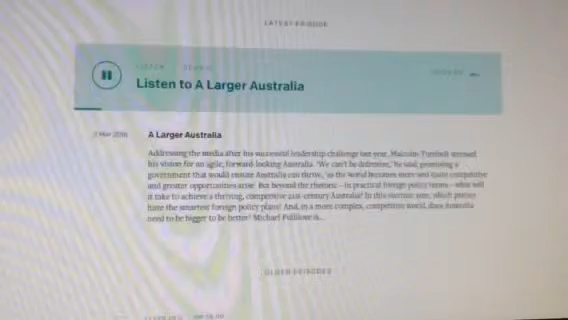 LATEST EPISODE
LISTEN
Listen to A Larger Australia
2 Mar 2016
A Larger Australia
Addressing the media after his successful leadership challenge last year, Malcolm Turnbull stressed
his vision for an agile, forward looking Australia. 'We can't be defensive,' he said, promising a
government that would ensure Australia can thrive, 'as the world becomes more and more competitive
and greater opportunities arise'. But beyond the rhetoric – in practical foreign policy terms – what will
it take to achieve a thriving, competitive 21st-century Australia? In this election year, which parties
have the smartest foreign policy plans? And, in a more complex, competitive world, does Australia
need to be bigger to be better? Michael Fullilove is...
OLDER EPISODES